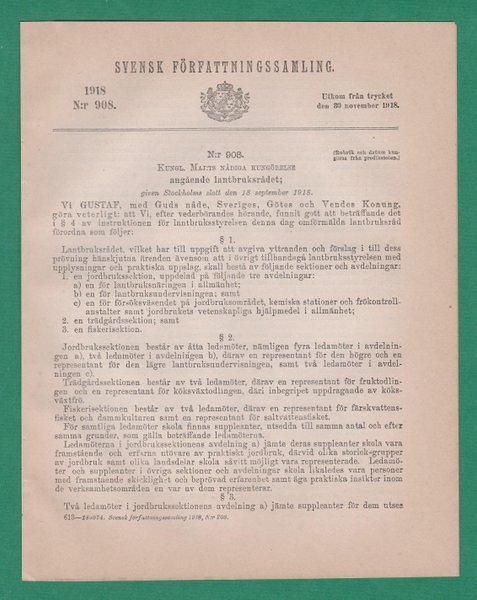 SVENSK FÖRFATTNINGSSAMLING.
1918
N:r 908.
Utkom från trycket
den 30 november 1918.
N:r 908.
(Rubrik och datum kun-
göras från predikstolen.)
KUNGL. MAJ:TS NÅDIGA KUNGÖRELSE
angående lantbruksrådet;
given Stockholms slott den 18 september 1918.
VI GUSTAF, med Guds nåde, Sveriges, Götes och Vendes Konung,
göra veterligt: att Vi, efter vederbörandes hörande, funnit gott att beträffande det
i § 4 av instruktionen för lantbruksstyrelsen denna dag omförmälda lantbruksråd
förordna som följer:
§ 1.
Lantbruksrådet, vilket har till uppgift att avgiva yttranden och förslag i till dess
prövning hänskjutna ärenden ävensom att i övrigt tillhandagå lantbruksstyrelsen med
upplysningar och praktiska uppslag, skall bestå av följande sektioner och avdelningar:
1. en jordbrukssektion, uppdelad på följande tre avdelningar:
a) en för lantbruksnäringen i allmänhet;
b) en för lantbruksundervisningen; samt
c) en för försöksväsendet på jordbruksområdet, kemiska stationer och frökontroll-
anstalter samt jordbrukets vetenskapliga hjälpmedel i allmänhet;
2. en trädgårdssektion; samt
3. en fiskerisektion.
§ 2.
Jordbrukssektionen består av åtta ledamöter, nämligen fyra ledamöter i avdelnin-
gen a), två ledamöter i avdelningen b), därav en representant för den högre och en
representant för den lägre lantbruksundervisningen, samt två ledamöter i avdelnin-
gen c).
Trädgårdssektionen består av två ledamöter, därav en representant för fruktodlin-
gen och en representant för köksväxtodlingen, däri inbegripet uppdragande av köks-
växtfrö.
Fiskerisektionen består av två ledamöter, därav en representant för färskvattens-
fisket och dammkulturen samt en representant för saltvattensfisket.
För samtliga ledamöter skola finnas suppleanter, utsedda till samma antal och efter
samma grunder, som gälla beträffande ledamöterna.
Ledamöterna i jordbrukssektionens avdelning a) jämte deras suppleanter skola vara
framstående och erfarna utövare av praktiskt jordbruk, därvid olika storlek-grupper
av jordbruk samt olika landsdelar skola såvitt möjligt vara representerade. Ledamö-
ter och suppleanter i övriga sektioner och avdelningar skola likaledes vara personer
med framstående skicklighet och beprövad erfarenhet samt äga praktiska insikter inom
de verksamhetsområden en var av dem representerar.
§ 3.
Två ledamöter i jordbrukssektionens avdelning a) jämte suppleanter för dem utses
613—18 Svensk författningssamling 1918, N:r 908.